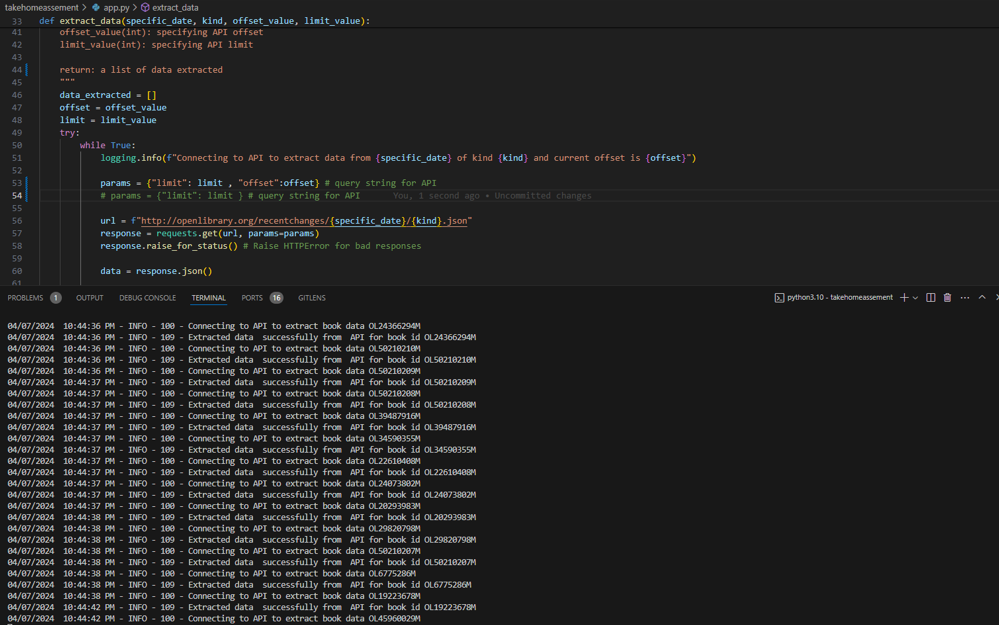 takehomeassement > app.py > extract_data
33 def extract_data(specific_date, kind, offset_value, limit_value):
41 offset_value(int): specifying API offset
42 limit_value(int): specifying API limit
43
44 return: a list of data extracted
45 """
46 data_extracted = []
47 offset = offset_value
48 limit = limit_value
49 try:
50 while True:
51 logging.info(f"Connecting to API to extract data from {specific_date} of kind {kind} and current offset is {offset}")
52
53 params = {"limit": limit , "offset":offset} # query string for API
54 # params = {"limit": limit } # query string for API You, 1 second ago • Uncommitted changes
55
56 url = f"http://openlibrary.org/recentchanges/{specific_date}/{kind}.json"
57 response = requests.get(url, params=params)
58 response.raise_for_status() # Raise HTTPError for bad responses
59
60 data = response.json()
61
PROBLEMS 1 OUTPUT DEBUG CONSOLE TERMINAL PORTS 16 GITLENS python3.10 - takehomeassement
04/07/2024 10:44:36 PM - INFO - 100 - Connecting to API to extract book data OL24366294M
04/07/2024 10:44:36 PM - INFO - 109 - Extracted data successfully from API for book id OL24366294M
04/07/2024 10:44:36 PM - INFO - 100 - Connecting to API to extract book data OL50210210M
04/07/2024 10:44:36 PM - INFO - 109 - Extracted data successfully from API for book id OL50210210M
04/07/2024 10:44:36 PM - INFO - 100 - Connecting to API to extract book data OL50210209M
04/07/2024 10:44:37 PM - INFO - 109 - Extracted data successfully from API for book id OL50210209M
04/07/2024 10:44:37 PM - INFO - 100 - Connecting to API to extract book data OL50210208M
04/07/2024 10:44:37 PM - INFO - 109 - Extracted data successfully from API for book id OL50210208M
04/07/2024 10:44:37 PM - INFO - 100 - Connecting to API to extract book data OL39487916M
04/07/2024 10:44:37 PM - INFO - 109 - Extracted data successfully from API for book id OL39487916M
04/07/2024 10:44:37 PM - INFO - 100 - Connecting to API to extract book data OL34590355M
04/07/2024 10:44:37 PM - INFO - 109 - Extracted data successfully from API for book id OL34590355M
04/07/2024 10:44:37 PM - INFO - 100 - Connecting to API to extract book data OL22610408M
04/07/2024 10:44:37 PM - INFO - 109 - Extracted data successfully from API for book id OL22610408M
04/07/2024 10:44:37 PM - INFO - 100 - Connecting to API to extract book data OL24073802M
04/07/2024 10:44:37 PM - INFO - 109 - Extracted data successfully from API for book id OL24073802M
04/07/2024 10:44:37 PM - INFO - 100 - Connecting to API to extract book data OL20293983M
04/07/2024 10:44:38 PM - INFO - 109 - Extracted data successfully from API for book id OL20293983M
04/07/2024 10:44:38 PM - INFO - 100 - Connecting to API to extract book data OL29820798M
04/07/2024 10:44:38 PM - INFO - 109 - Extracted data successfully from API for book id OL29820798M
04/07/2024 10:44:38 PM - INFO - 100 - Connecting to API to extract book data OL50210207M
04/07/2024 10:44:38 PM - INFO - 109 - Extracted data successfully from API for book id OL50210207M
04/07/2024 10:44:38 PM - INFO - 100 - Connecting to API to extract book data OL6775286M
04/07/2024 10:44:38 PM - INFO - 109 - Extracted data successfully from API for book id OL6775286M
04/07/2024 10:44:38 PM - INFO - 100 - Connecting to API to extract book data OL19223678M
04/07/2024 10:44:42 PM - INFO - 109 - Extracted data successfully from API for book id OL19223678M
04/07/2024 10:44:42 PM - INFO - 100 - Connecting to API to extract book data OL45960029M